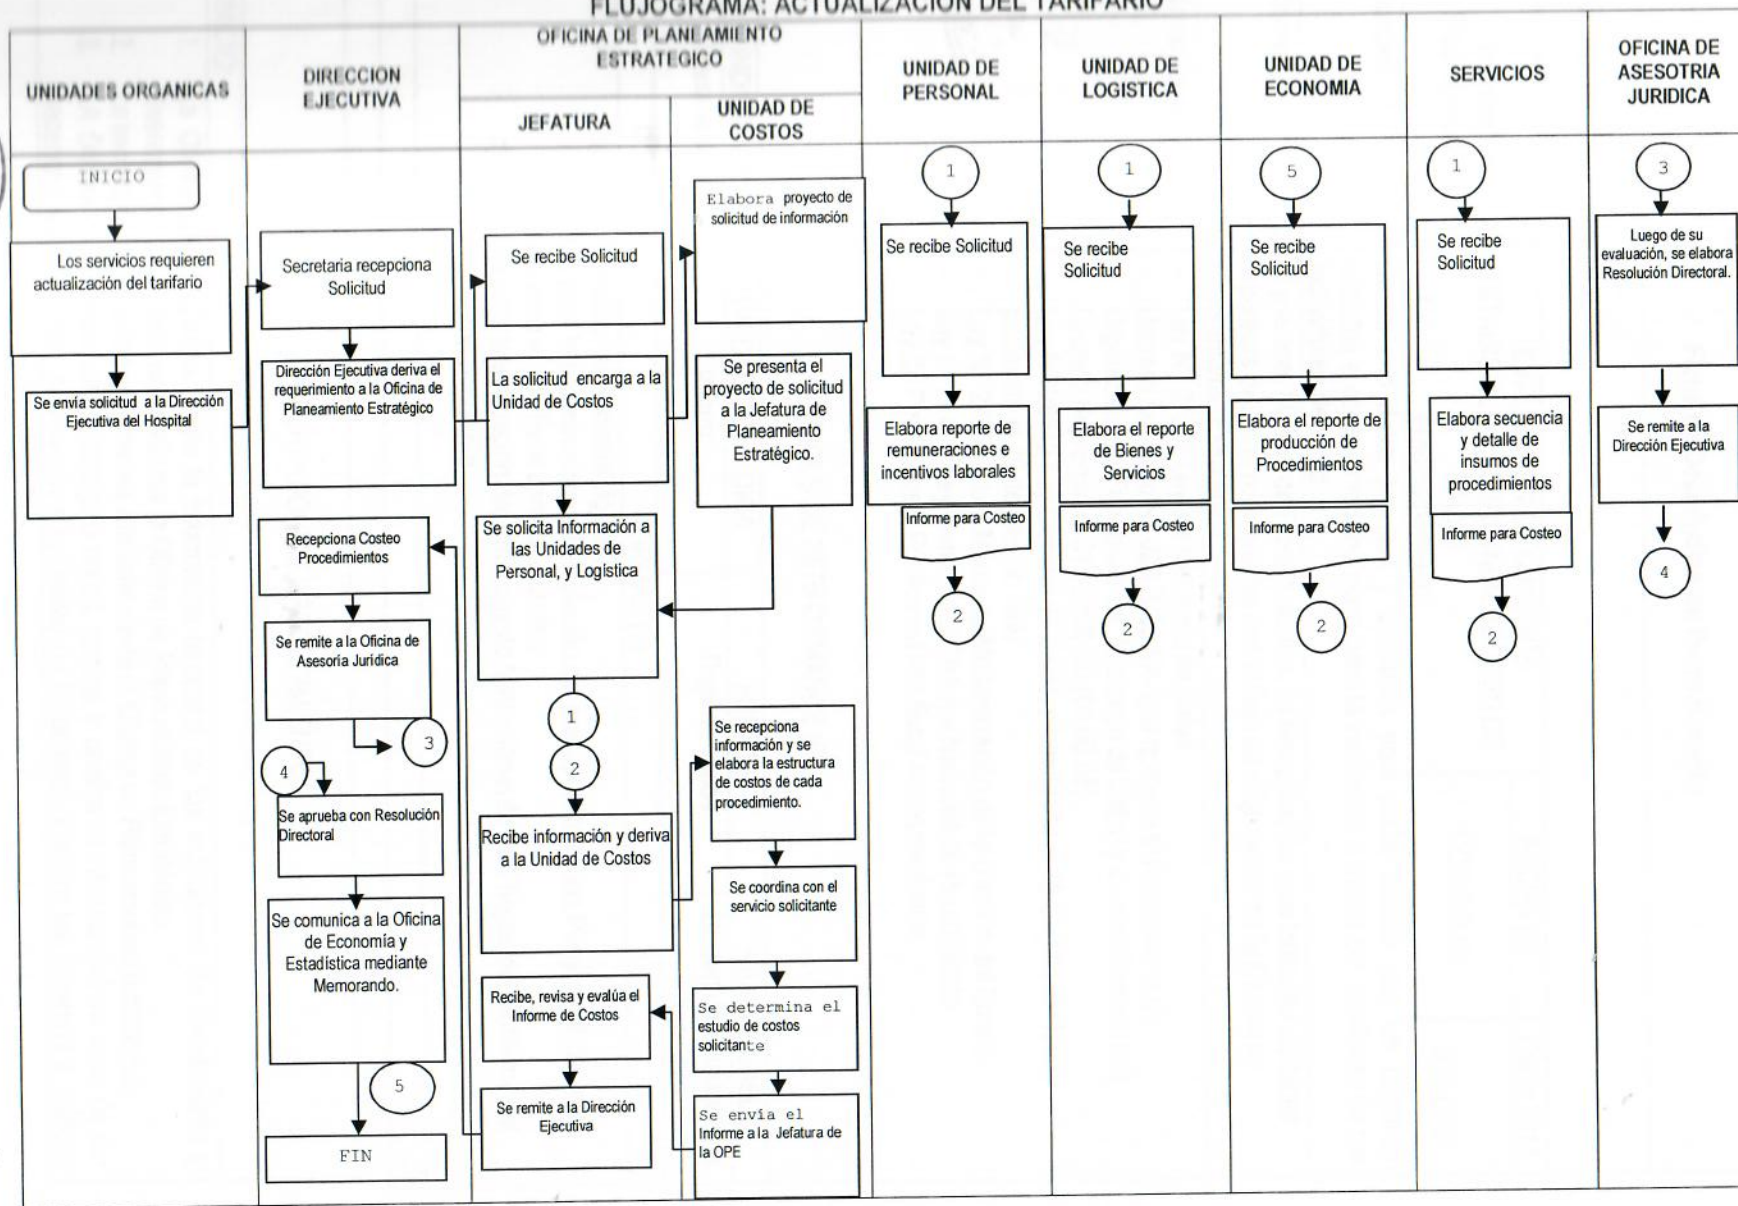 FLUJOGRAMA: ACTUALIZACION DEL TARIFARIO
UNIDADES ORGANICAS
DIRECCION
EJECUTIVA
OFICINA DE PLANEAMIENTO
ESTRATEGICO
JEFATURA
UNIDAD DE
COSTOS
UNIDAD DE
PERSONAL
UNIDAD DE
LOGISTICA
UNIDAD DE
ECONOMIA
SERVICIOS
OFICINA DE
ASESOTRIA
JURIDICA
INICIO
Los servicios requieren
actualización del tarifario
Se envia solicitud a la Dirección
Ejecutiva del Hospital
Secretaria recepciona
Solicitud
Dirección Ejecutiva deriva el
requerimiento a la Oficina de
Planeamiento Estratégico
Recepciona Costeo
Procedimientos
Se remite a la Oficina de
Asesoría Jurídica
3
4
Se aprueba con Resolución
Directoral
Se comunica a la Oficina
de Economía y
Estadística mediante
Memorando.
5
FIN
Se recibe Solicitud
La solicitud encarga a la
Unidad de Costos
Se solicita Información a
las Unidades de
Personal, y Logística
1
2
Recibe información y deriva
a la Unidad de Costos
Recibe, revisa y evalúa el
Informe de Costos
Se remite a la Dirección
Ejecutiva
Elabora proyecto de
solicitud de información
Se presenta el
proyecto de solicitud
a la Jefatura de
Planeamiento
Estratégico.
Se recepciona
información y se
elabora la estructura
de costos de cada
procedimiento.
Se coordina con el
servicio solicitante
Se determina el
estudio de costos
solicitante
Se envía el
Informe a la Jefatura de
la OPE
1
Se recibe Solicitud
Elabora reporte de
remuneraciones e
incentivos laborales
Informe para Costeo
2
1
Se recibe
Solicitud
Elabora el reporte
de Bienes y
Servicios
Informe para Costeo
2
5
Se recibe
Solicitud
Elabora el reporte de
producción de
Procedimientos
Informe para Costeo
2
1
Se recibe
Solicitud
Elabora secuencia
y detalle de
insumos de
procedimientos
Informe para Costeo
2
3
Luego de su
evaluación, se elabora
Resolución Directoral.
Se remite a la
Dirección Ejecutiva
4